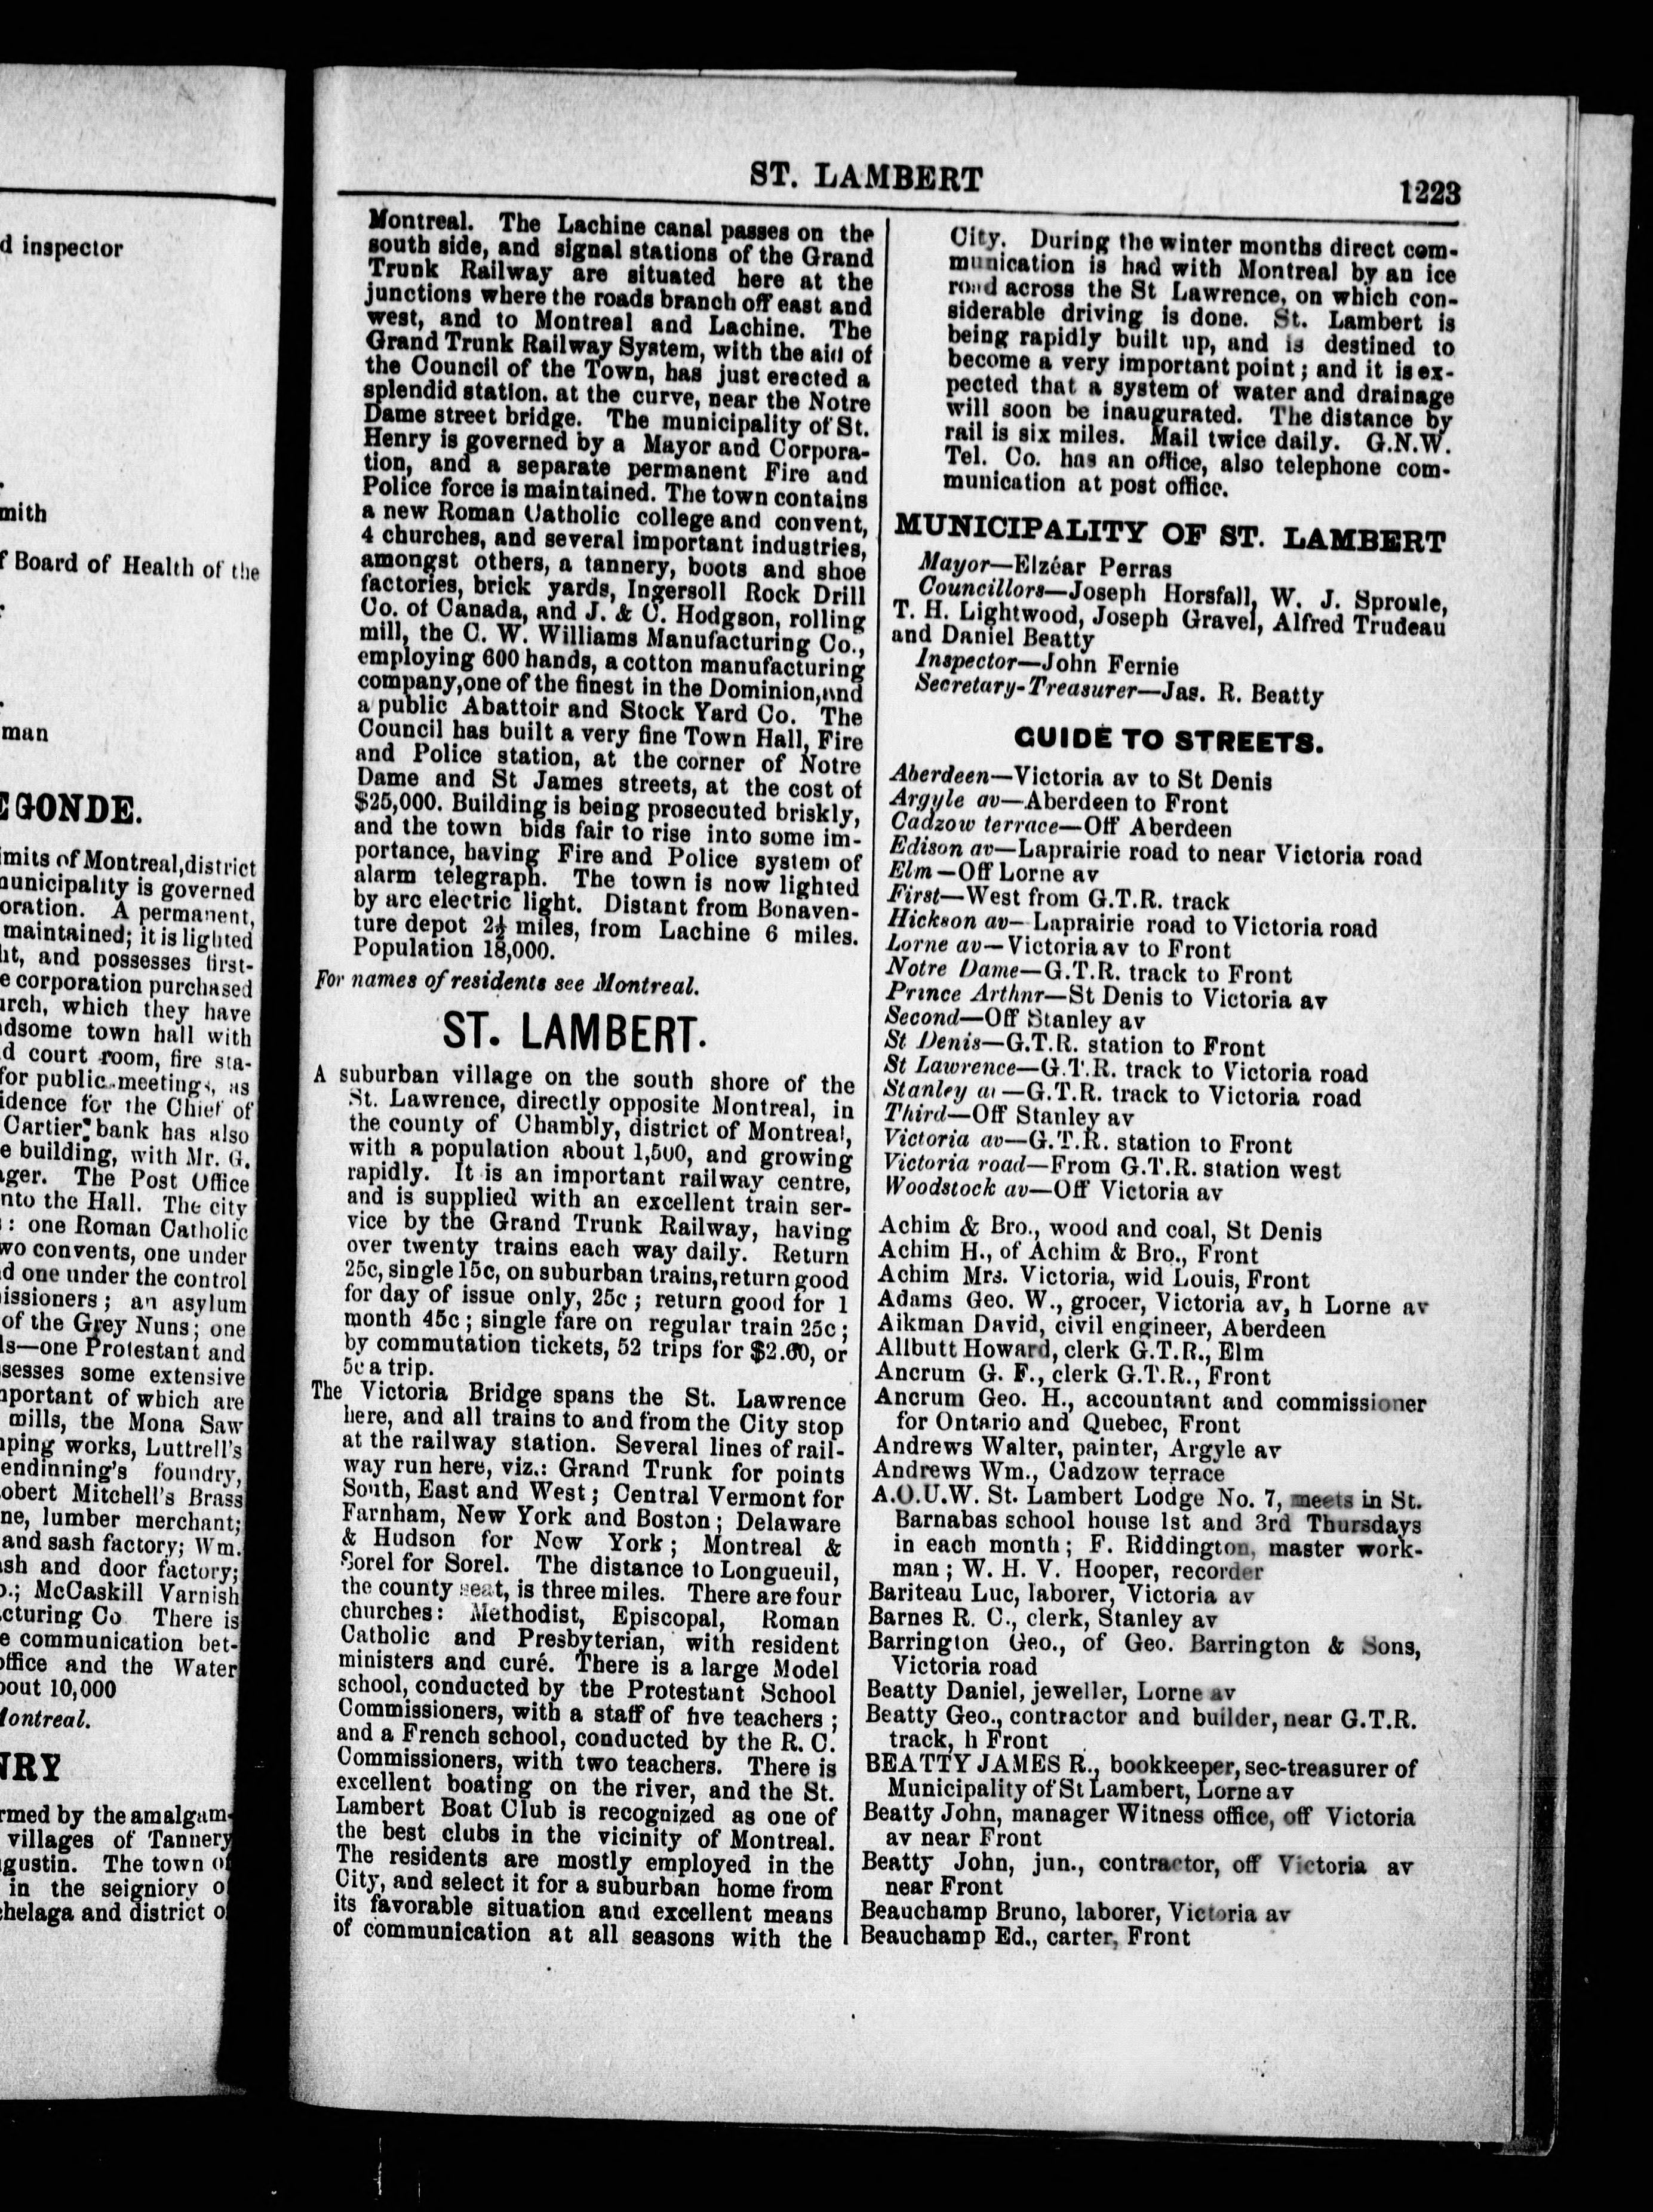 d inspector
mith
f Board of Health of the
man
GONDE.
imits of Montreal,district
nunicipality is governed
oration. A permanent,
maintained; it is lighted
ht, and possesses first-
e corporation purchased
urch, which they have
ndsome town hall with
d court room, fire sta-
for public meetings, as
idence for the Chief of
Cartier bank has also
e building, with Mr. G.
ager. The Post Office
nto the Hall. The city
: one Roman Catholic
wo convents, one under
d one under the control
issioners; an asylum
of the Grey Nuns; one
ls—one Protestant and
sesses some extensive
mportant of which are
mills, the Mona Saw
ping works, Luttrell's
endinning's foundry,
obert Mitchell's Brass
ne, lumber merchant;
and sash factory; Wm.
ash and door factory;
o.; McCaskill Varnish
cturing Co There is
e communication bet-
office and the Water
bout 10,000
Montreal.
NRY
rmed by the amalgam-
villages of Tannery
gustin. The town of
in the seigniory o
chelaga and district o
ST. LAMBERT
1223
Montreal. The Lachine canal passes on the
south side, and signal stations of the Grand
Trunk Railway are situated here at the
junctions where the roads branch off east and
west, and to Montreal and Lachine. The
Grand Trunk Railway System, with the aid of
the Council of the Town, has just erected a
splendid station. at the curve, near the Notre
Dame street bridge. The municipality of St.
Henry is governed by a Mayor and Corpora-
tion, and a separate permanent Fire and
Police force is maintained. The town contains
a new Roman Catholic college and convent,
4 churches, and several important industries,
amongst others, a tannery, boots and shoe
factories, brick yards, Ingersoll Rock Drill
Co. of Canada, and J. & C. Hodgson, rolling
mill, the C. W. Williams Manufacturing Co.,
employing 600 hands, a cotton manufacturing
company,one of the finest in the Dominion,and
a public Abattoir and Stock Yard Co. The
Council has built a very fine Town Hall, Fire
and Police station, at the corner of Notre
Dame and St James streets, at the cost of
$25,000. Building is being prosecuted briskly,
and the town bids fair to rise into some im-
portance, having Fire and Police system of
alarm telegraph. The town is now lighted
by arc electric light. Distant from Bonaven-
ture depot 2½ miles, from Lachine 6 miles.
Population 18,000.
For names of residents see Montreal.
ST. LAMBERT.
A suburban village on the south shore of the
St. Lawrence, directly opposite Montreal, in
the county of Chambly, district of Montreal,
with a population about 1,500, and growing
rapidly. It is an important railway centre,
and is supplied with an excellent train ser-
vice by the Grand Trunk Railway, having
over twenty trains each way daily. Return
25c, single 15c, on suburban trains,return good
for day of issue only, 25c; return good for 1
month 45c; single fare on regular train 25c;
by commutation tickets, 52 trips for $2.60, or
5c a trip.
The Victoria Bridge spans the St. Lawrence
here, and all trains to and from the City stop
at the railway station. Several lines of rail-
way run here, viz.: Grand Trunk for points
South, East and West; Central Vermont for
Farnham, New York and Boston; Delaware
& Hudson for New York; Montreal &
Sorel for Sorel. The distance to Longueuil,
the county seat, is three miles. There are four
churches: Methodist, Episcopal, Roman
Catholic and Presbyterian, with resident
ministers and curé. There is a large Model
school, conducted by the Protestant School
Commissioners, with a staff of five teachers;
and a French school, conducted by the R. C.
Commissioners, with two teachers. There is
excellent boating on the river, and the St.
Lambert Boat Club is recognized as one of
the best clubs in the vicinity of Montreal.
The residents are mostly employed in the
City, and select it for a suburban home from
its favorable situation and excellent means
of communication at all seasons with the
City. During the winter months direct com-
munication is had with Montreal by an ice
road across the St Lawrence, on which con-
siderable driving is done. St. Lambert is
being rapidly built up, and is destined to
become a very important point; and it is ex-
pected that a system of water and drainage
will soon be inaugurated. The distance by
rail is six miles. Mail twice daily. G.N.W.
Tel. Co. has an office, also telephone com-
munication at post office.
MUNICIPALITY OF ST. LAMBERT
Mayor—Elzéar Perras
Councillors—Joseph Horsfall, W. J. Sproule,
T. H. Lightwood, Joseph Gravel, Alfred Trudeau
and Daniel Beatty
Inspector—John Fernie
Secretary-Treasurer—Jas. R. Beatty
GUIDE TO STREETS.
Aberdeen—Victoria av to St Denis
Argyle av—Aberdeen to Front
Cadzow terrace—Off Aberdeen
Edison av—Laprairie road to near Victoria road
Elm—Off Lorne av
First—West from G.T.R. track
Hickson av—Laprairie road to Victoria road
Lorne av—Victoria av to Front
Notre Dame—G.T.R. track to Front
Prince Arthnr—St Denis to Victoria av
Second—Off Stanley av
St Denis—G.T.R. station to Front
St Lawrence—G.T.R. track to Victoria road
Stanley av—G.T.R. track to Victoria road
Third—Off Stanley av
Victoria av—G.T.R. station to Front
Victoria road—From G.T.R. station west
Woodstock av—Off Victoria av
Achim & Bro., wood and coal, St Denis
Achim H., of Achim & Bro., Front
Achim Mrs. Victoria, wid Louis, Front
Adams Geo. W., grocer, Victoria av, h Lorne av
Aikman David, civil engineer, Aberdeen
Allbutt Howard, clerk G.T.R., Elm
Ancrum G. F., clerk G.T.R., Front
Ancrum Geo. H., accountant and commissioner
for Ontario and Quebec, Front
Andrews Walter, painter, Argyle av
Andrews Wm., Cadzow terrace
A.O.U.W. St. Lambert Lodge No. 7, meets in St.
Barnabas school house 1st and 3rd Thursdays
in each month; F. Riddington, master work-
man; W. H. V. Hooper, recorder
Bariteau Luc, laborer, Victoria av
Barnes R. C., clerk, Stanley av
Barrington Geo., of Geo. Barrington & Sons,
Victoria road
Beatty Daniel, jeweller, Lorne av
Beatty Geo., contractor and builder, near G.T.R.
track, h Front
BEATTY JAMES R., bookkeeper, sec-treasurer of
Municipality of St Lambert, Lorne av
Beatty John, manager Witness office, off Victoria
av near Front
Beatty John, jun., contractor, off Victoria av
near Front
Beauchamp Bruno, laborer, Victoria av
Beauchamp Ed., carter, Front